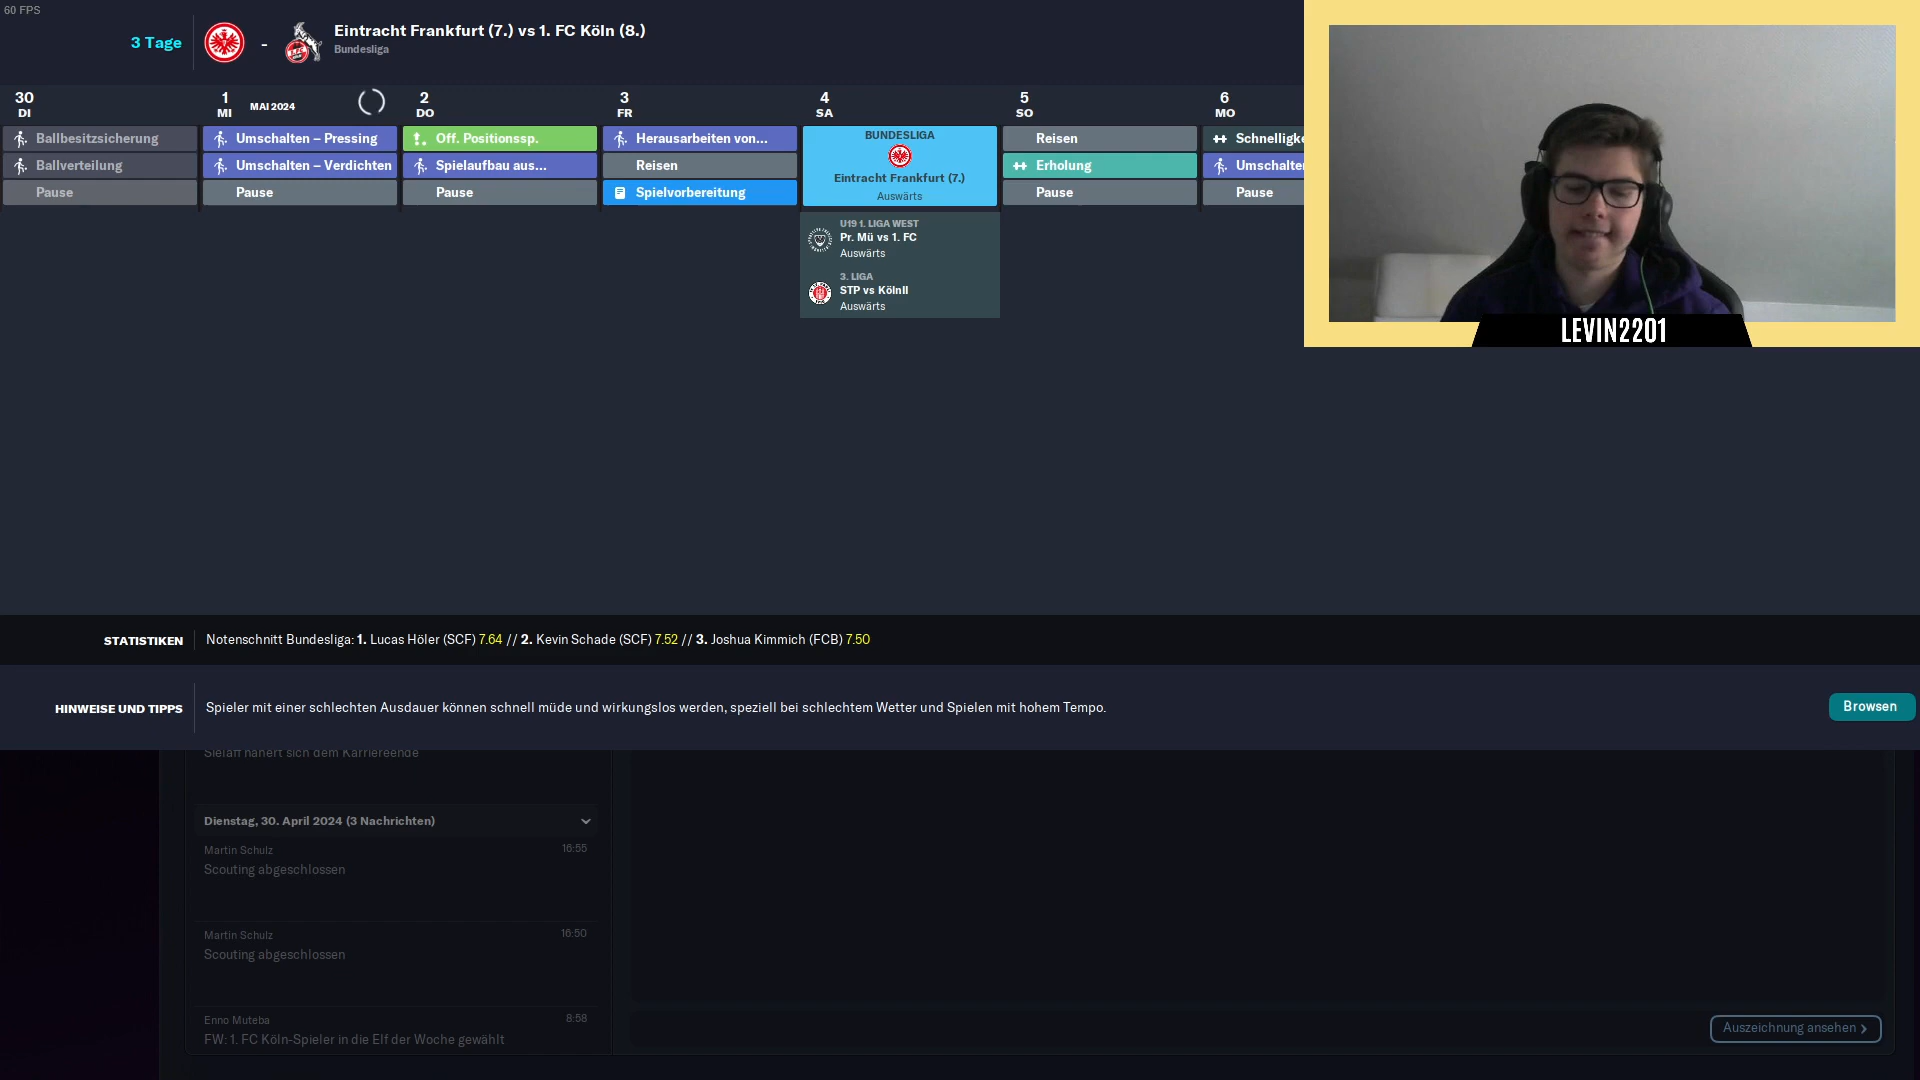 60 FPS
3 Tage
-
Eintracht Frankfurt (7.) vs 1. FC Köln (8.)
Bundesliga
30
DI
1
MI
MAI 2024
2
DO
3
FR
4
SA
5
SO
6
MO
Ballbesitzsicherung
Ballverteilung
Pause
Umschalten – Pressing
Umschalten – Verdichten
Pause
Off. Positionssp.
Spielaufbau aus...
Pause
Herausarbeiten von...
Reisen
Spielvorbereitung
BUNDESLIGA
Eintracht Frankfurt (7.)
Auswärts
Reisen
Erholung
Pause
Schnelligke
Umschalten
Pause
U19 1. LIGA WEST
Pr. Mü vs 1. FC
Auswärts
3. LIGA
STP vs KölnII
Auswärts
LEVIN2201
STATISTIKEN
Notenschnitt Bundesliga: 1. Lucas Höler (SCF) 7.64 // 2. Kevin Schade (SCF) 7.52 // 3. Joshua Kimmich (FCB) 7.50
HINWEISE UND TIPPS
Spieler mit einer schlechten Ausdauer können schnell müde und wirkungslos werden, speziell bei schlechtem Wetter und Spielen mit hohem Tempo.
Browsen
Sielaff nähert sich dem Karriereende
Dienstag, 30. April 2024 (3 Nachrichten)
Martin Schulz
16:55
Scouting abgeschlossen
Martin Schulz
16:50
Scouting abgeschlossen
Enno Muteba
8:58
FW: 1. FC Köln-Spieler in die Elf der Woche gewählt
Auszeichnung ansehen